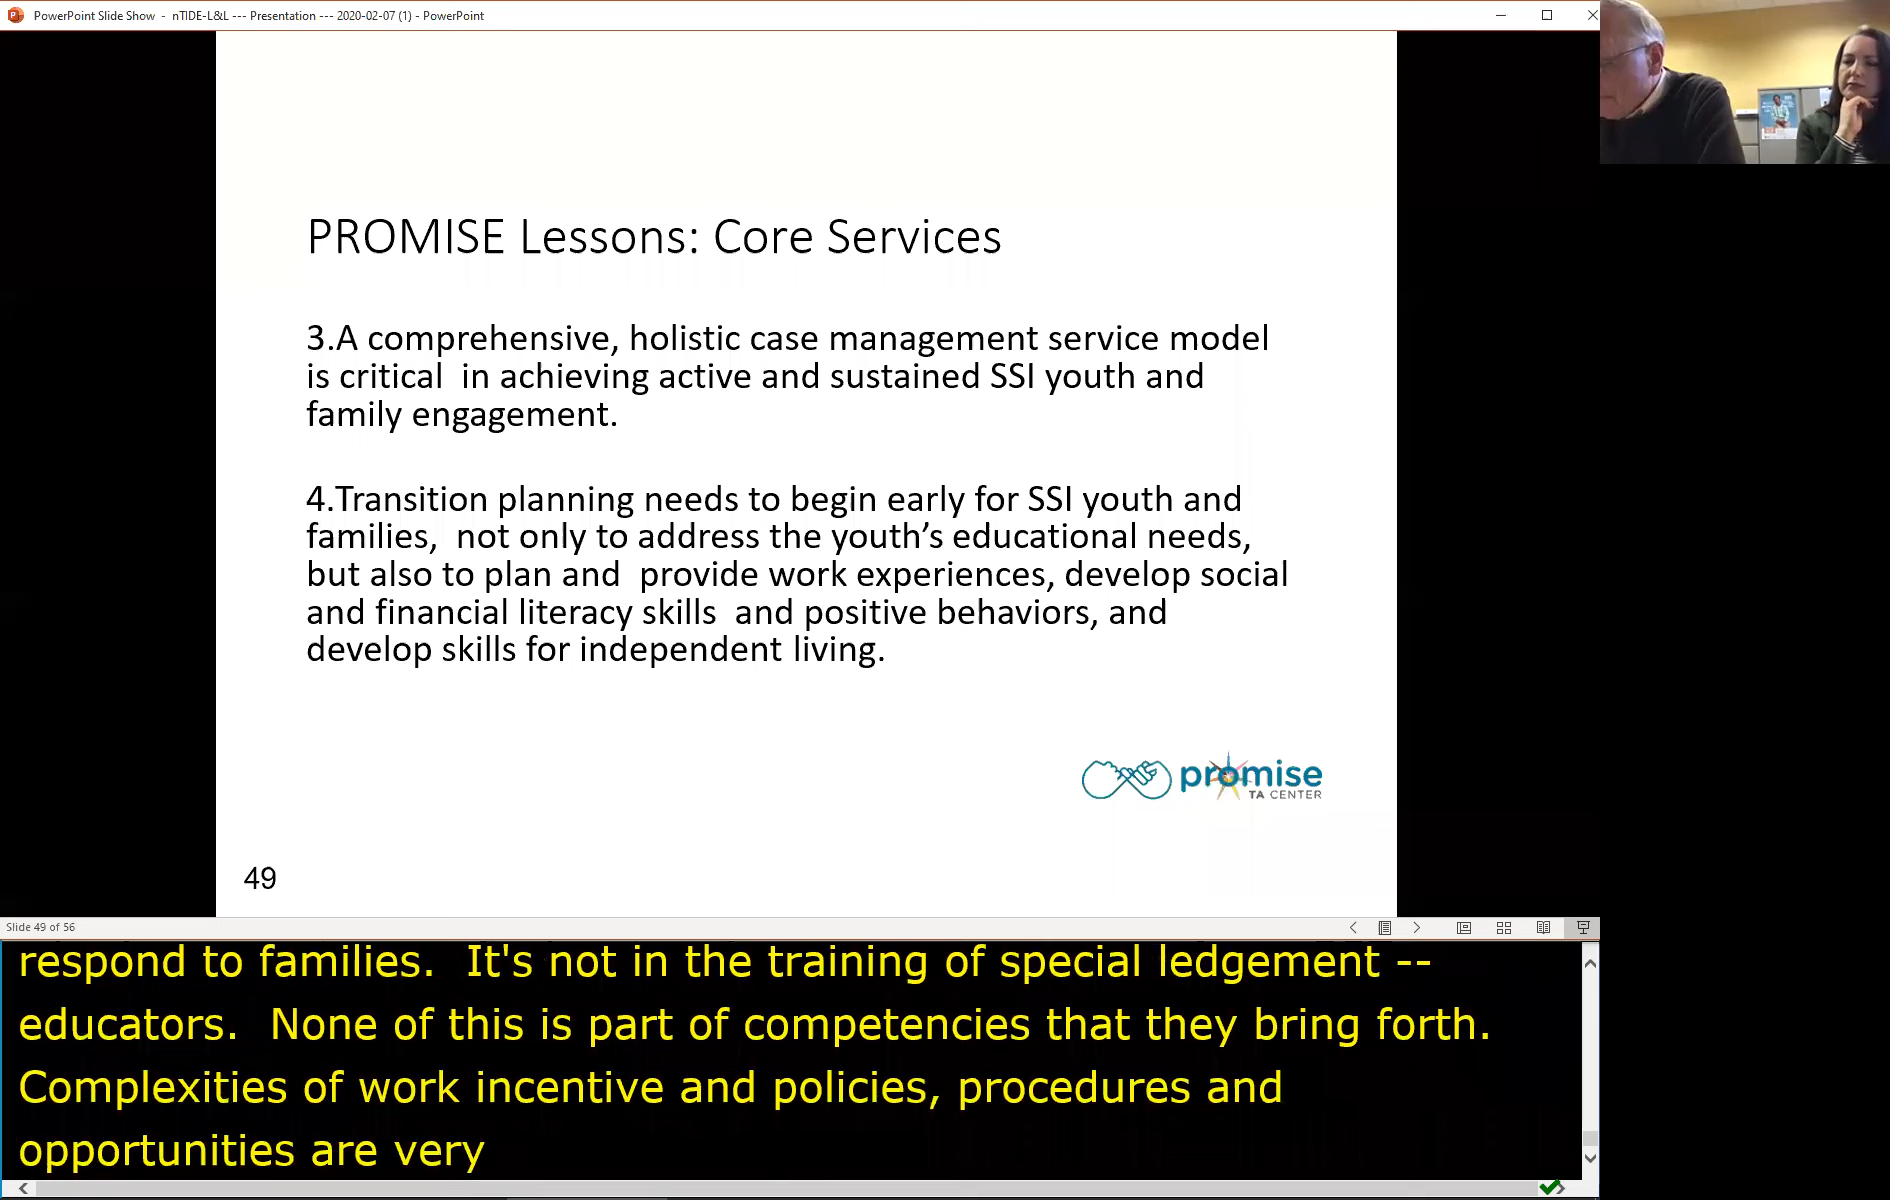 PowerPoint Slide Show - nTIDE-L&L --- Presentation --- 2020-02-07 (1) - PowerPoint
PROMISE Lessons: Core Services
3.A comprehensive, holistic case management service model
is critical  in achieving active and sustained SSI youth and
family engagement.
4.Transition planning needs to begin early for SSI youth and
families,  not only to address the youth’s educational needs,
but also to plan and  provide work experiences, develop social
and financial literacy skills  and positive behaviors, and
develop skills for independent living.
promise
TA CENTER
49
Slide 49 of 56
respond to families.  It's not in the training of special ledgement --
educators.  None of this is part of competencies that they bring forth.
Complexities of work incentive and policies, procedures and
opportunities are very